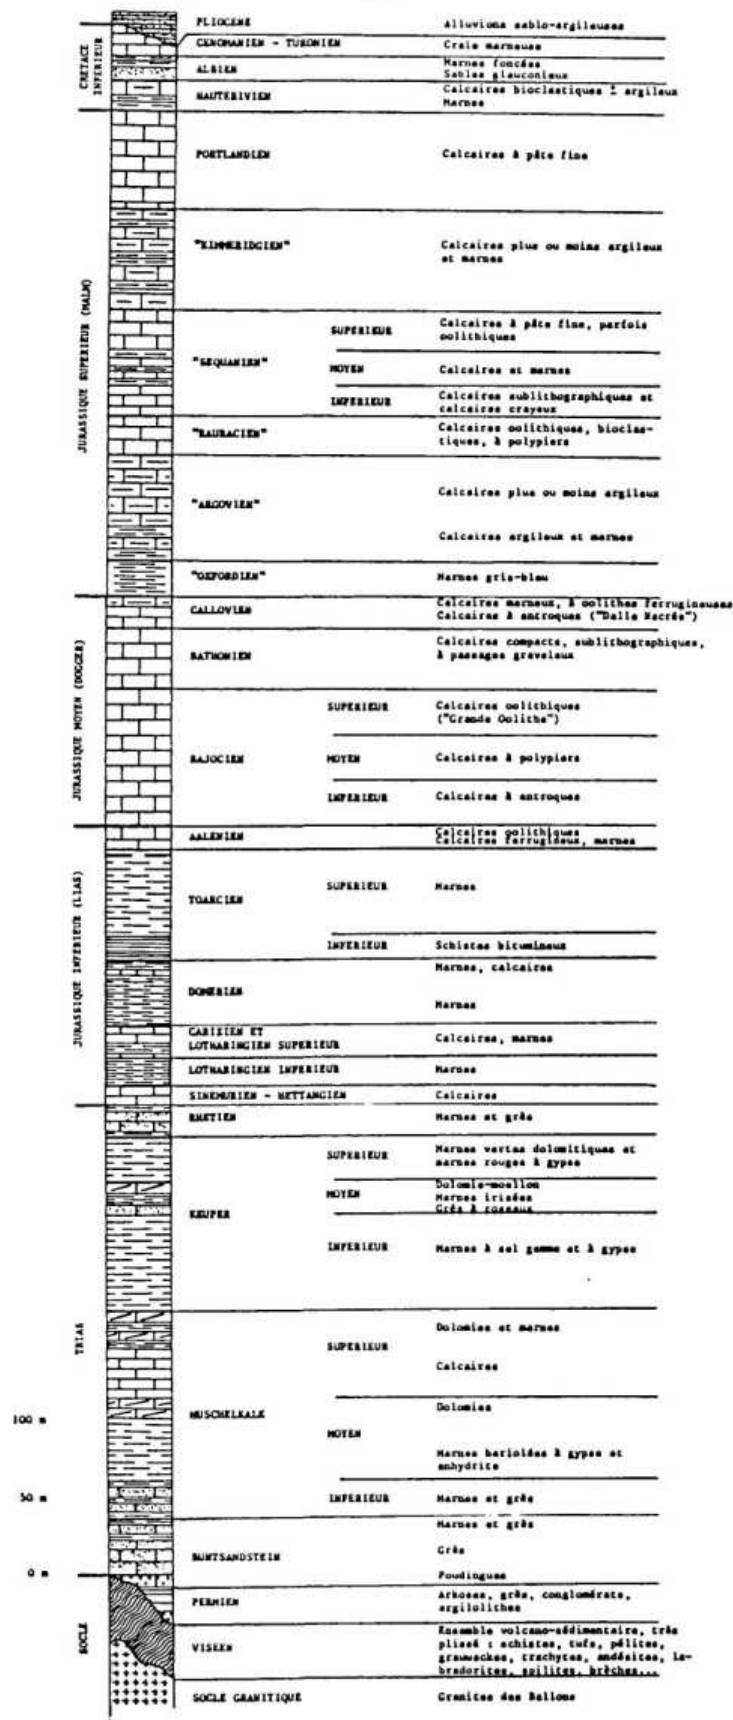 CRETACE
INFERIEUR
PLIOCENE
Alluvions sablo-argileuses
CENOMANIEN - TURONIEN
Craie marneuse
ALBIEN
Marnes foncées
Sables glauconieux
HAUTERIVIEN
Calcaires bioclastiques ± argileux
Marnes
JURASSIQUE SUPERIEUR (MALM)
PORTLANDIEN
Calcaires à pâte fine
"KIMMERIDGIEN"
Calcaires plus ou moins argileux
et marnes
"SEQUANIEN"
SUPERIEUR
Calcaires à pâte fine, parfois
oolithiques
MOYEN
Calcaires et marnes
INFERIEUR
Calcaires sublithographiques et
calcaires crayeux
"RAURACIEN"
Calcaires oolithiques, bioclas-
tiques, à polypiers
"ARGOVIEN"
Calcaires plus ou moins argileux
Calcaires argileux et marnes
"OXFORDIEN"
Marnes gris-bleu
JURASSIQUE MOYEN (DOGGER)
CALLOVIEN
Calcaires marneux, à oolithes ferrugineuses
Calcaires à entroques ("Dalle Nacrée")
BATHONIEN
Calcaires compacts, sublithographiques,
à passages graveleux
BAJOCIEN
SUPERIEUR
Calcaires oolithiques
("Grande Oolithe")
MOYEN
Calcaires à polypiers
INFERIEUR
Calcaires à entroques
JURASSIQUE INFERIEUR (LIAS)
AALENIEN
Calcaires oolithiques
Calcaires ferrugineux, marnes
TOARCIEN
SUPERIEUR
Marnes
INFERIEUR
Schistes bitumineux
DOMERIEN
Marnes, calcaires
Marnes
CARIXIEN ET
LOTHARINGIEN SUPERIEUR
Calcaires, marnes
LOTHARINGIEN INFERIEUR
Marnes
SINEMURIEN - HETTANGIEN
Calcaires
TRIAS
RHETIEN
Marnes et grès
KEUPER
SUPERIEUR
Marnes vertes dolomitiques et
marnes rouges à gypse
MOYEN
Dolomie-moellon
Marnes irisées
Grès à roseaux
INFERIEUR
Marnes à sel gemme et à gypse
MUSCHELKALK
SUPERIEUR
Dolomies et marnes
Calcaires
MOYEN
Dolomies
Marnes bariolées à gypse et
anhydrite
INFERIEUR
Marnes et grès
100 m
50 m
0 m
BUNTSANDSTEIN
Marnes et grès
Grès
Poudingues
SOCLE
PERMIEN
Arkoses, grès, conglomérats,
argilolithes
VISEEN
Ensemble volcano-sédimentaire, très
plissé : schistes, tufs, pélites,
grauwackes, trachytes, andésites, la-
bradorites, spilites, brèches...
SOCLE GRANITIQUE
Granites des Ballons